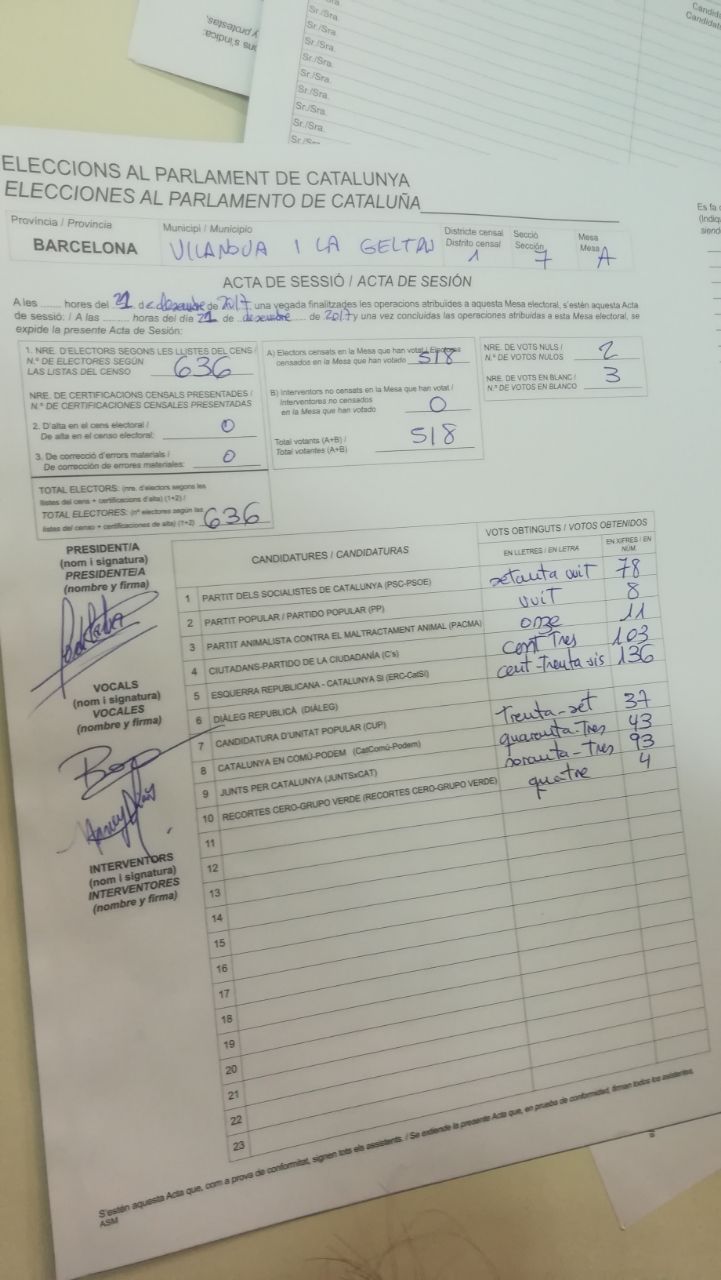 y protestas,
ns s'indica:
Sr./Sra.
Sr./Sra.
Sr./Sra.
Sr./Sra.
Sr./Sra.
Sr./Sra.
Sr./Sra.
Sr./Sra.
Candid
Candidat
ELECCIONS AL PARLAMENT DE CATALUNYA
ELECCIONES AL PARLAMENTO DE CATALUÑA
Es fa
(Indiq
siend
Província / Provincia
BARCELONA
Municipi / Municipio
VILANOVA I LA GELTRÚ
Districte censal
Distrito censal
1
Secció
Sección
7
Mesa
Mesa
A
ACTA DE SESSIÓ / ACTA DE SESIÓN
A les ........ hores del 21 de desembre de 2017, una vegada finalitzades les operacions atribuïdes a aquesta Mesa electoral, s'estén aquesta Acta
de sessió: / A las ......... horas del día 21 de desembre de 2017 y una vez concluidas las operaciones atribuidas a esta Mesa electoral, se
expide la presente Acta de Sesión:
1. NRE. D'ELECTORS SEGONS LES LLISTES DEL CENS /
N.º DE ELECTORES SEGÚN
LAS LISTAS DEL CENSO 636
NRE. DE CERTIFICACIONS CENSALS PRESENTADES /
N.º DE CERTIFICACIONES CENSALES PRESENTADAS
2. D'alta en el cens electoral /
De alta en el censo electoral: 0
3. De correcció d'errors materials /
De corrección de errores materiales: 0
TOTAL ELECTORS: (nre. d'electors segons les
llistes del cens + certificacions d'alta) (1+2) /
TOTAL ELECTORES: (nº electores según las
listas del censo + certificaciones de alta) (1+2) 636
A) Electors censats en la Mesa que han votat / Electores
censados en la Mesa que han votado 518
B) Interventors no censats en la Mesa que han votat /
Interventores no censados
en la Mesa que han votado 0
Total votants (A+B) /
Total votantes (A+B) 518
NRE. DE VOTS NULS /
N.º DE VOTOS NULOS 2
NRE. DE VOTS EN BLANC /
N.º DE VOTOS EN BLANCO 3
PRESIDENT/A
(nom i signatura)
PRESIDENTE/A
(nombre y firma)
VOCALS
(nom i signatura)
VOCALES
(nombre y firma)
INTERVENTORS
(nom i signatura)
INTERVENTORES
(nombre y firma)
CANDIDATURES / CANDIDATURAS
VOTS OBTINGUTS / VOTOS OBTENIDOS
EN LLETRES / EN LETRA
EN XIFRES / EN NÚM.
1 PARTIT DELS SOCIALISTES DE CATALUNYA (PSC-PSOE) setanta vuit 78
2 PARTIT POPULAR / PARTIDO POPULAR (PP) vuit 8
3 PARTIT ANIMALISTA CONTRA EL MALTRACTAMENT ANIMAL (PACMA) onze 11
4 CIUTADANS-PARTIDO DE LA CIUDADANÍA (C's) cent Tres 103
5 ESQUERRA REPUBLICANA - CATALUNYA SÍ (ERC-CatSí) cent-trenta sis 136
6 DIÀLEG REPUBLICÀ (DIÀLEG)
7 CANDIDATURA D'UNITAT POPULAR (CUP) Trenta-set 37
8 CATALUNYA EN COMÚ-PODEM (CatComú-Podem) quaranta-Tres 43
9 JUNTS PER CATALUNYA (JUNTSxCAT) noranta-Tres 93
10 RECORTES CERO-GRUPO VERDE (RECORTES CERO-GRUPO VERDE) quatre 4
11
12
13
14
15
16
17
18
19
20
21
22
23
S'estén aquesta Acta que, com a prova de conformitat, signen tots els assistents. / Se extiende la presente Acta que, en prueba de conformidad, firman todos los asistentes.
ASM